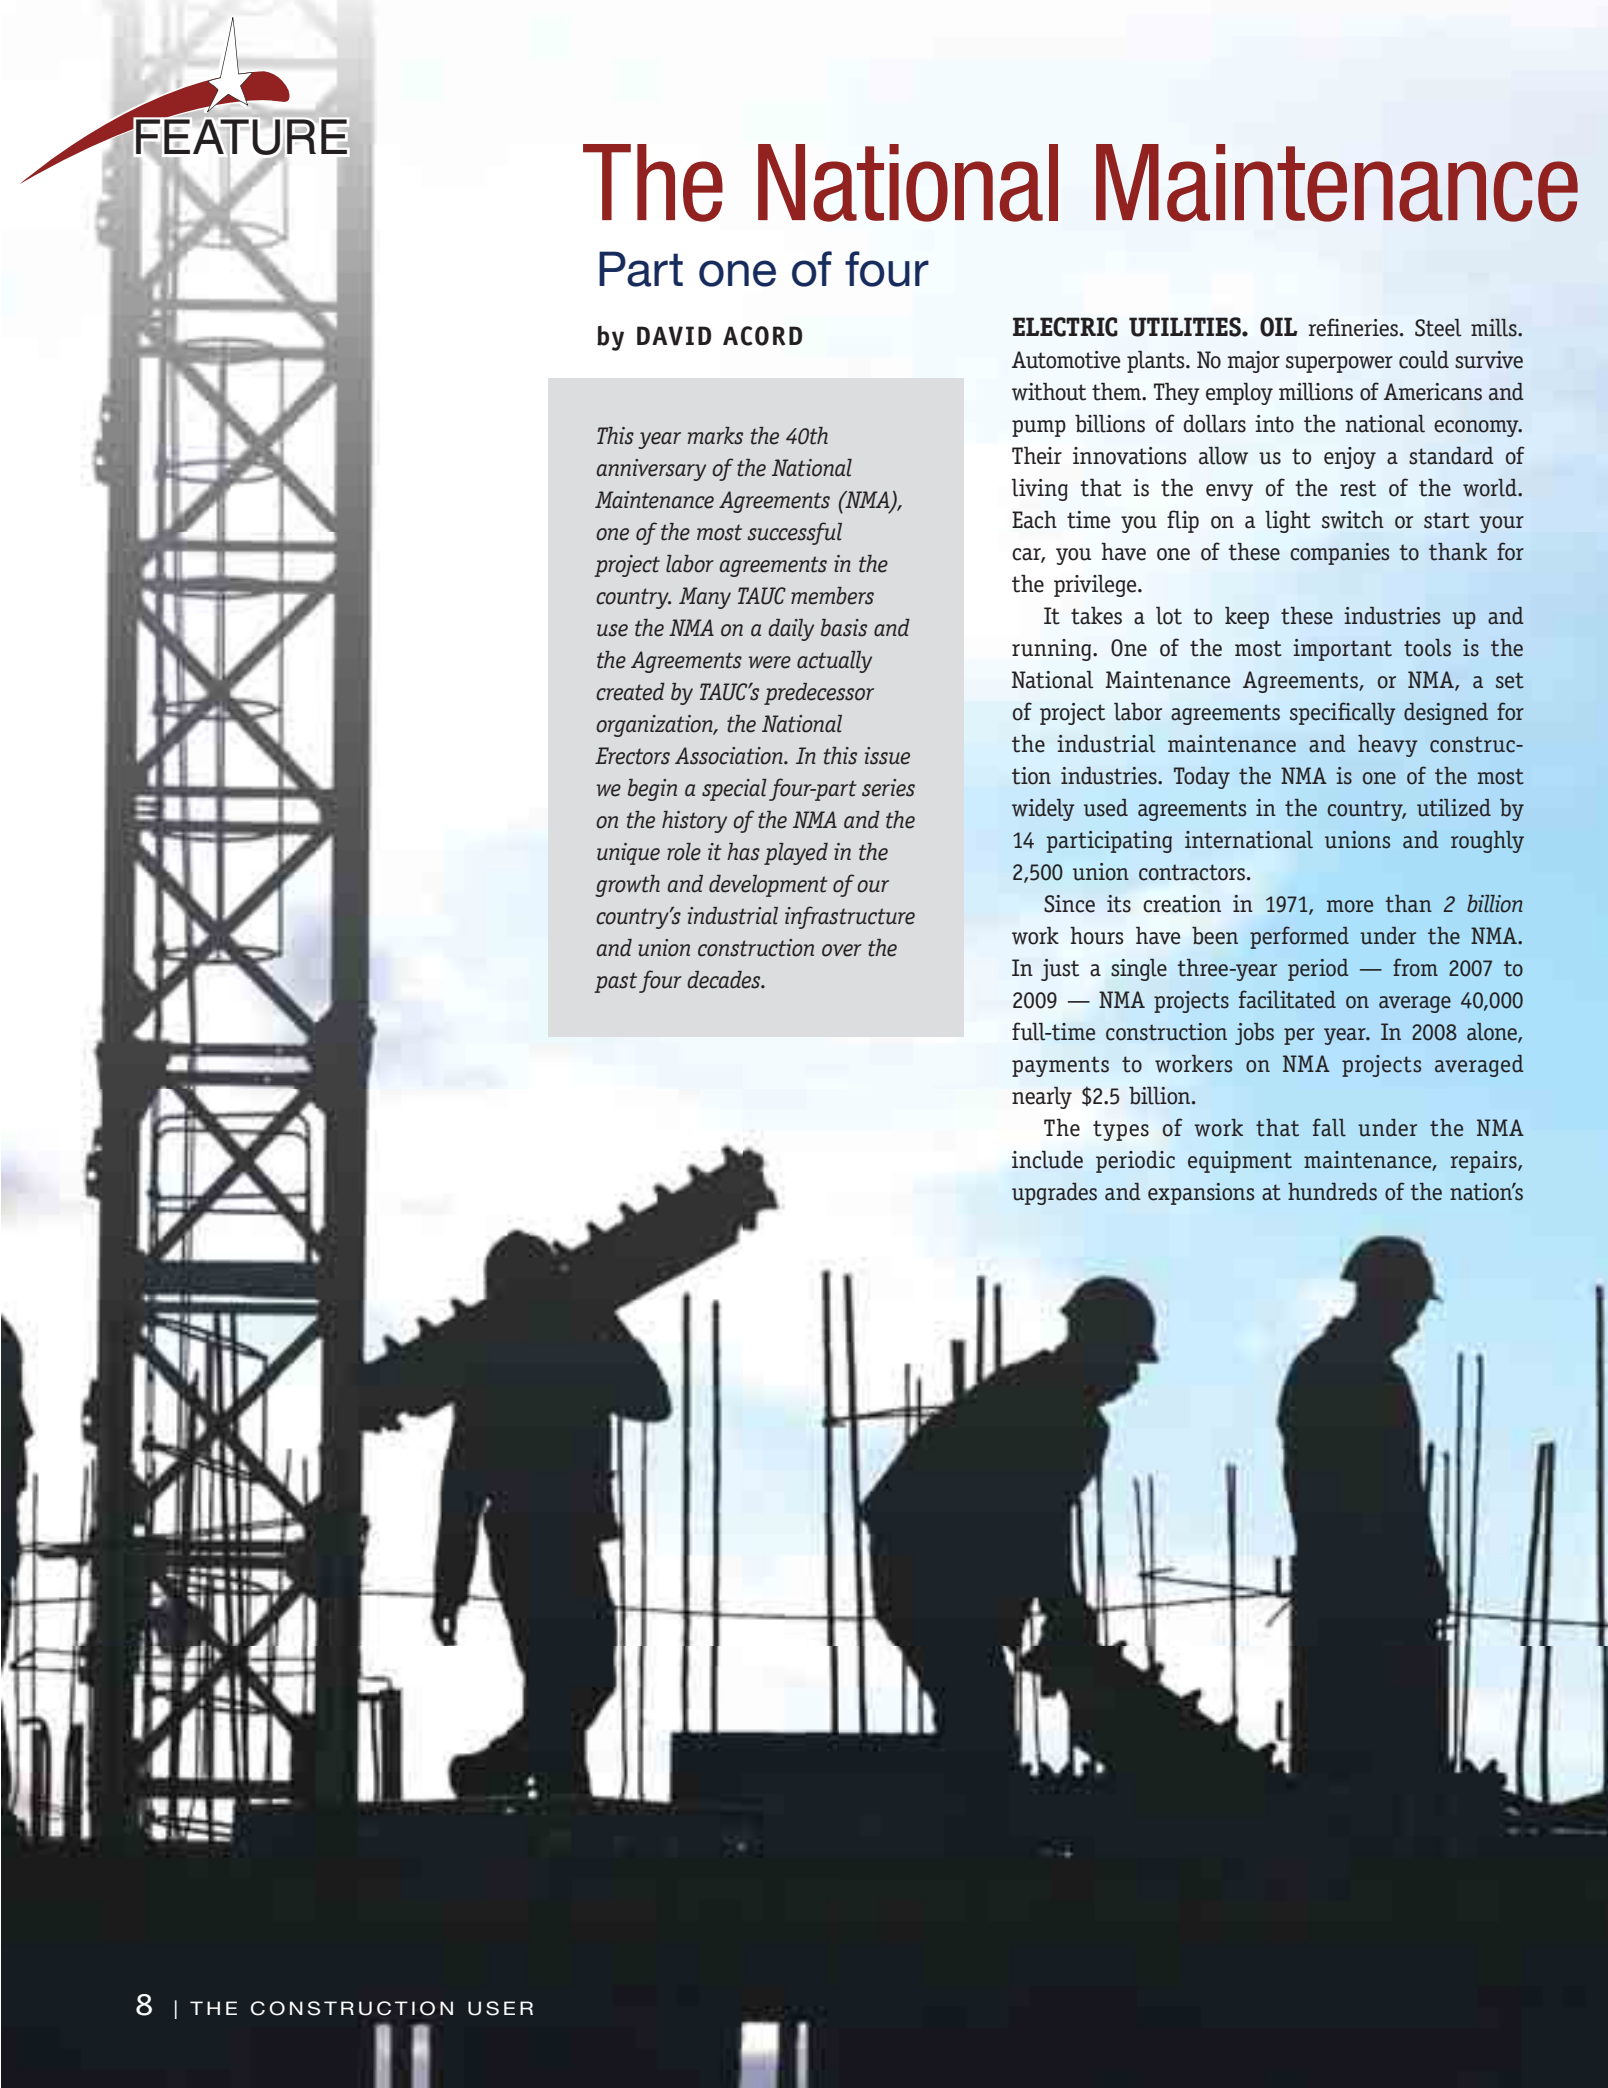 FEATURE
The National Maintenance
Part one of four
by DAVID ACORD
This year marks the 40th
anniversary of the National
Maintenance Agreements (NMA),
one of the most successful
project labor agreements in the
country. Many TAUC members
use the NMA on a daily basis and
the Agreements were actually
created by TAUC’s predecessor
organization, the National
Erectors Association. In this issue
we begin a special four-part series
on the history of the NMA and the
unique role it has played in the
growth and development of our
country’s industrial infrastructure
and union construction over the
past four decades.
ELECTRIC UTILITIES. OIL refineries. Steel mills.
Automotive plants. No major superpower could survive
without them. They employ millions of Americans and
pump billions of dollars into the national economy.
Their innovations allow us to enjoy a standard of
living that is the envy of the rest of the world.
Each time you flip on a light switch or start your
car, you have one of these companies to thank for
the privilege.
It takes a lot to keep these industries up and
running. One of the most important tools is the
National Maintenance Agreements, or NMA, a set
of project labor agreements specifically designed for
the industrial maintenance and heavy construc-
tion industries. Today the NMA is one of the most
widely used agreements in the country, utilized by
14 participating international unions and roughly
2,500 union contractors.
Since its creation in 1971, more than 2 billion
work hours have been performed under the NMA.
In just a single three-year period — from 2007 to
2009 — NMA projects facilitated on average 40,000
full-time construction jobs per year. In 2008 alone,
payments to workers on NMA projects averaged
nearly $2.5 billion.
The types of work that fall under the NMA
include periodic equipment maintenance, repairs,
upgrades and expansions at hundreds of the nation’s
8 | THE CONSTRUCTION USER